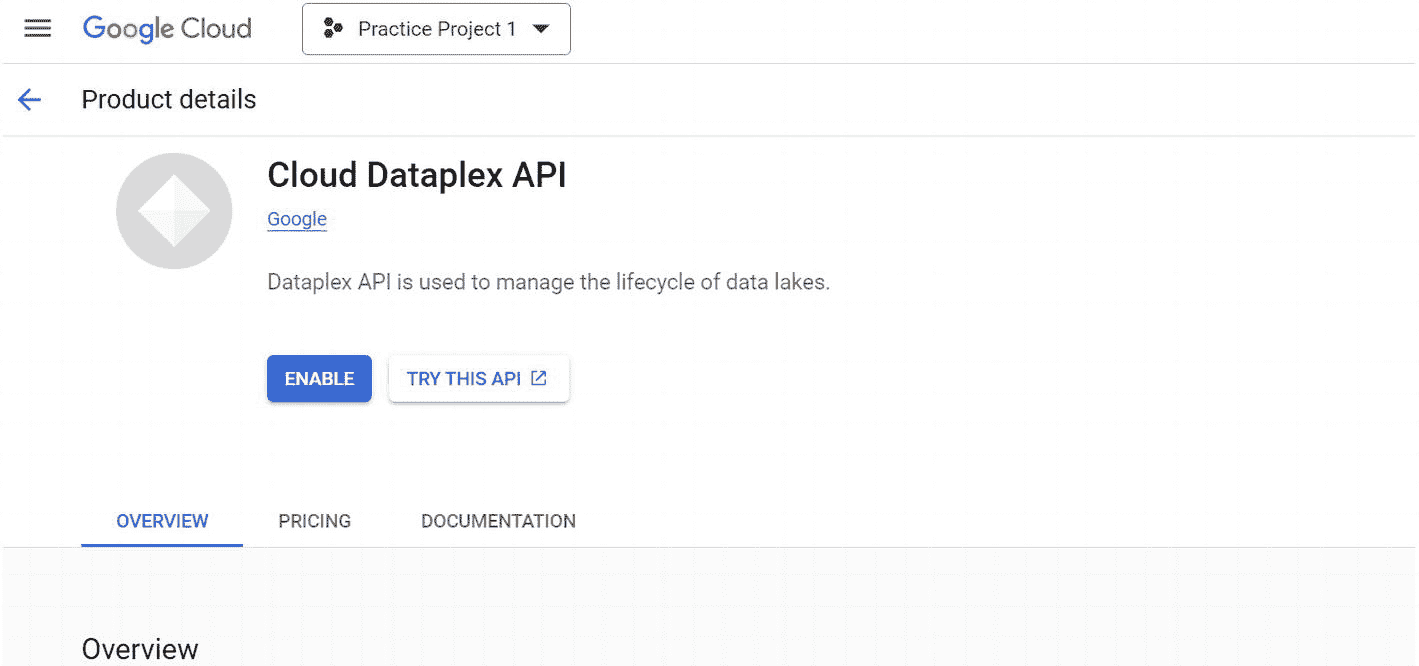 Google Cloud
Practice Project 1
Product details
Cloud Dataplex API
Google
Dataplex API is used to manage the lifecycle of data lakes.
ENABLE
TRY THIS API
OVERVIEW
PRICING
DOCUMENTATION
Overview